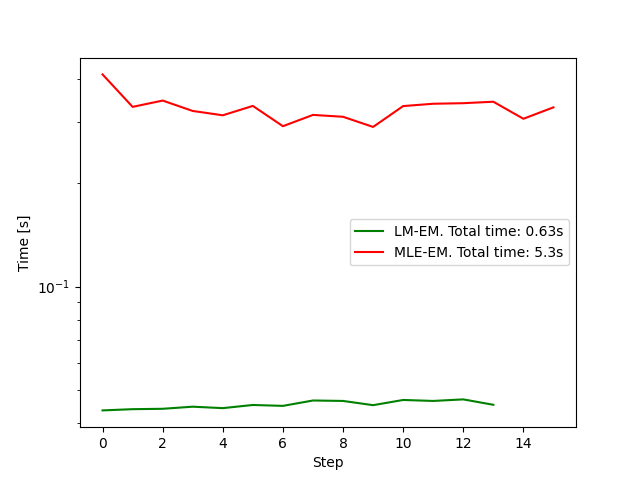 Time [s]
10⁻¹
LM-EM. Total time: 0.63s
MLE-EM. Total time: 5.3s
0 2 4 6 8 10 12 14
Step